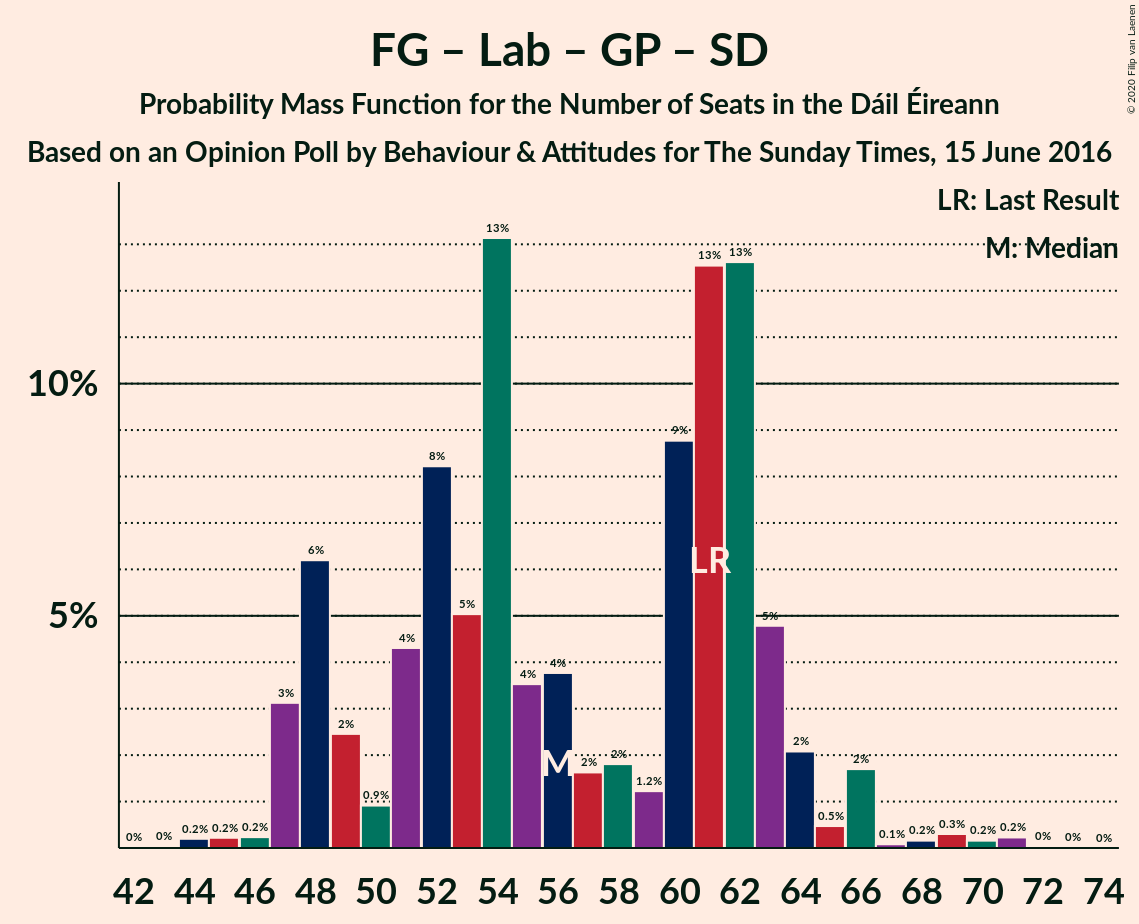 FG – Lab – GP – SD
Probability Mass Function for the Number of Seats in the Dáil Éireann
Based on an Opinion Poll by Behaviour & Attitudes for The Sunday Times, 15 June 2016
© 2020 Filip van Laenen
LR: Last Result
M: Median
10%
5%
0% 0% 0.2% 0.2% 0.2% 3% 6% 2% 0.9% 4% 8% 5% 13% 4% 4% 2% 2% 1.2% 9% 13% 13% 5% 2% 0.5% 2% 0.1% 0.2% 0.3% 0.2% 0.2% 0% 0% 0%
LR
M
42 44 46 48 50 52 54 56 58 60 62 64 66 68 70 72 74